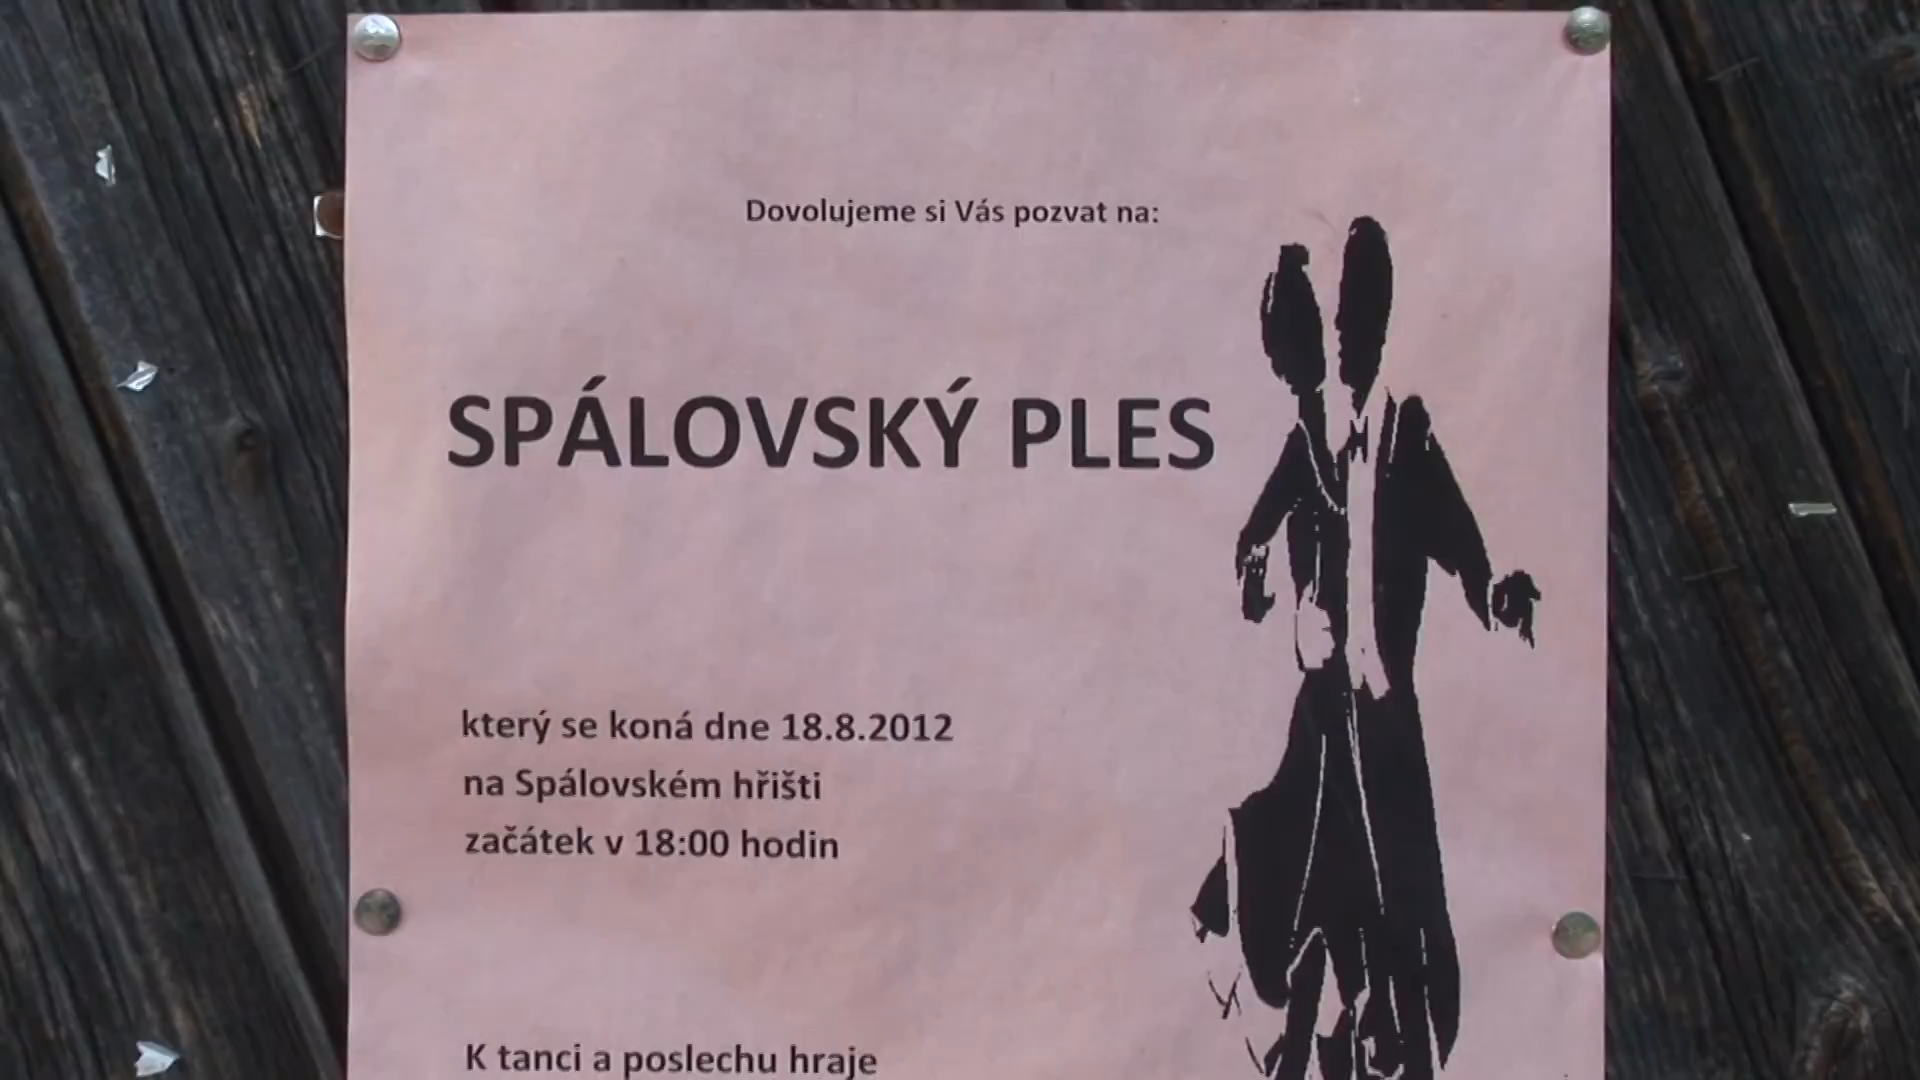 Dovolujeme si Vás pozvat na:
SPÁLOVSKÝ PLES
který se koná dne 18.8.2012
na Spálovském hřišti
začátek v 18:00 hodin
K tanci a poslechu hraje